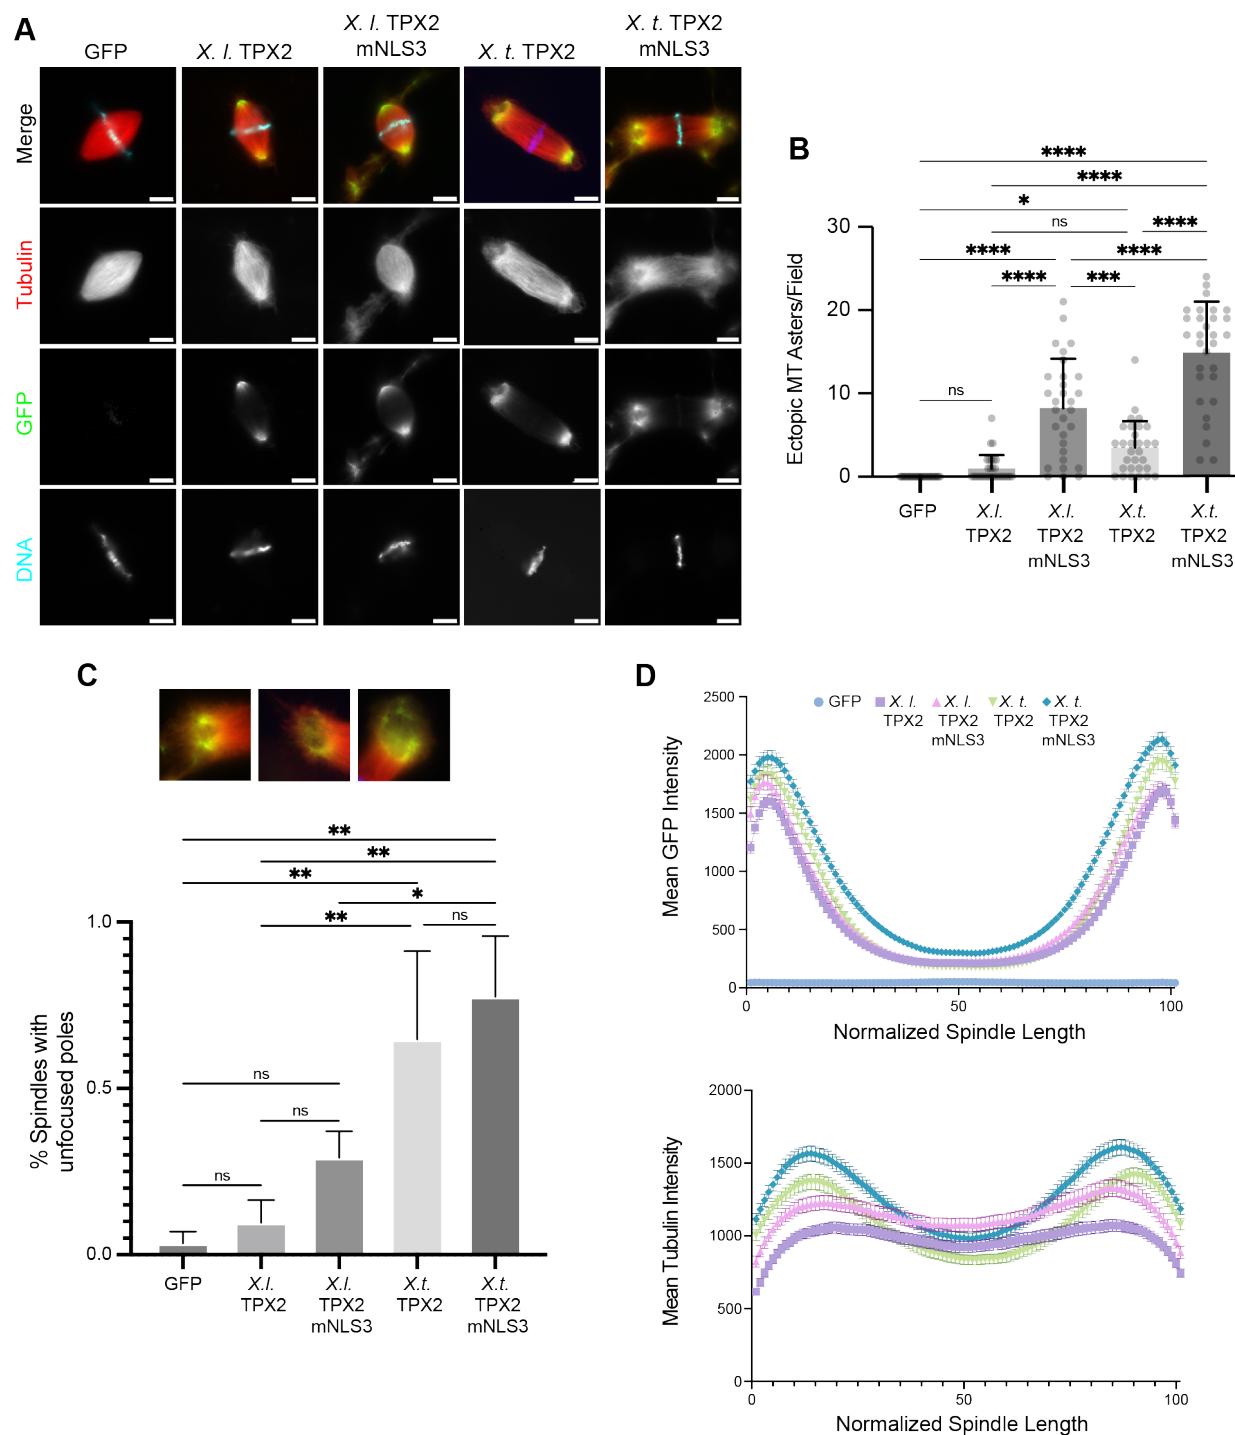 A
GFP
X. l. TPX2
X. l. TPX2
mNLS3
X. t. TPX2
X. t. TPX2
mNLS3
Merge
Tubulin
GFP
DNA
B
****
****
*
ns
****
****
****
****
***
ns
Ectopic MT Asters/Field
30
20
10
0
GFP
X.l.
TPX2
X.l.
TPX2
mNLS3
X.t.
TPX2
X.t.
TPX2
mNLS3
C
**
**
**
*
**
ns
ns
ns
ns
% Spindles with
unfocused poles
1.0
0.5
0.0
GFP
X.l.
TPX2
X.l.
TPX2
mNLS3
X.t.
TPX2
X.t.
TPX2
mNLS3
D
GFP
X. l.
TPX2
X. l.
TPX2
mNLS3
X. t.
TPX2
X. t.
TPX2
mNLS3
Mean GFP Intensity
2500
2000
1500
1000
500
0
0
50
100
Normalized Spindle Length
Mean Tubulin Intensity
2000
1500
1000
500
0
0
50
100
Normalized Spindle Length